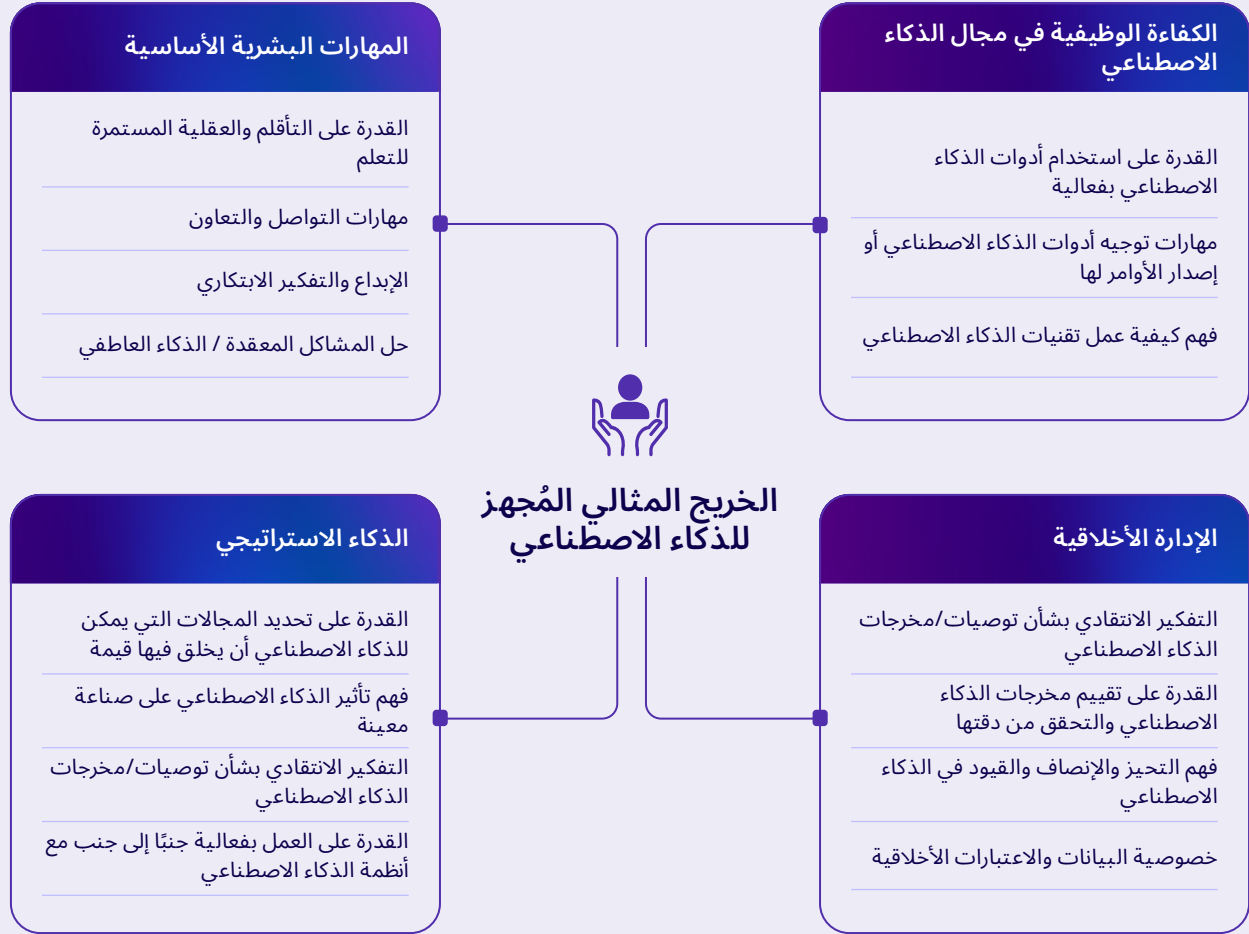 الكفاءة الوظيفية في مجال الذكاء
الاصطناعي
القدرة على استخدام أدوات الذكاء
الاصطناعي بفعالية
مهارات توجيه أدوات الذكاء الاصطناعي أو
إصدار الأوامر لها
فهم كيفية عمل تقنيات الذكاء الاصطناعي
المهارات البشرية الأساسية
القدرة على التأقلم والعقلية المستمرة
للتعلم
مهارات التواصل والتعاون
الإبداع والتفكير الابتكاري
حل المشاكل المعقدة / الذكاء العاطفي
الخريج المثالي المُجهز
للذكاء الاصطناعي
الإدارة الأخلاقية
التفكير الانتقادي بشأن توصيات/مخرجات
الذكاء الاصطناعي
القدرة على تقييم مخرجات الذكاء
الاصطناعي والتحقق من دقتها
فهم التحيز والإنصاف والقيود في الذكاء
الاصطناعي
خصوصية البيانات والاعتبارات الأخلاقية
الذكاء الاستراتيجي
القدرة على تحديد المجالات التي يمكن
للذكاء الاصطناعي أن يخلق فيها قيمة
فهم تأثير الذكاء الاصطناعي على صناعة
معينة
التفكير الانتقادي بشأن توصيات/مخرجات
الذكاء الاصطناعي
القدرة على العمل بفعالية جنبًا إلى جنب مع
أنظمة الذكاء الاصطناعي